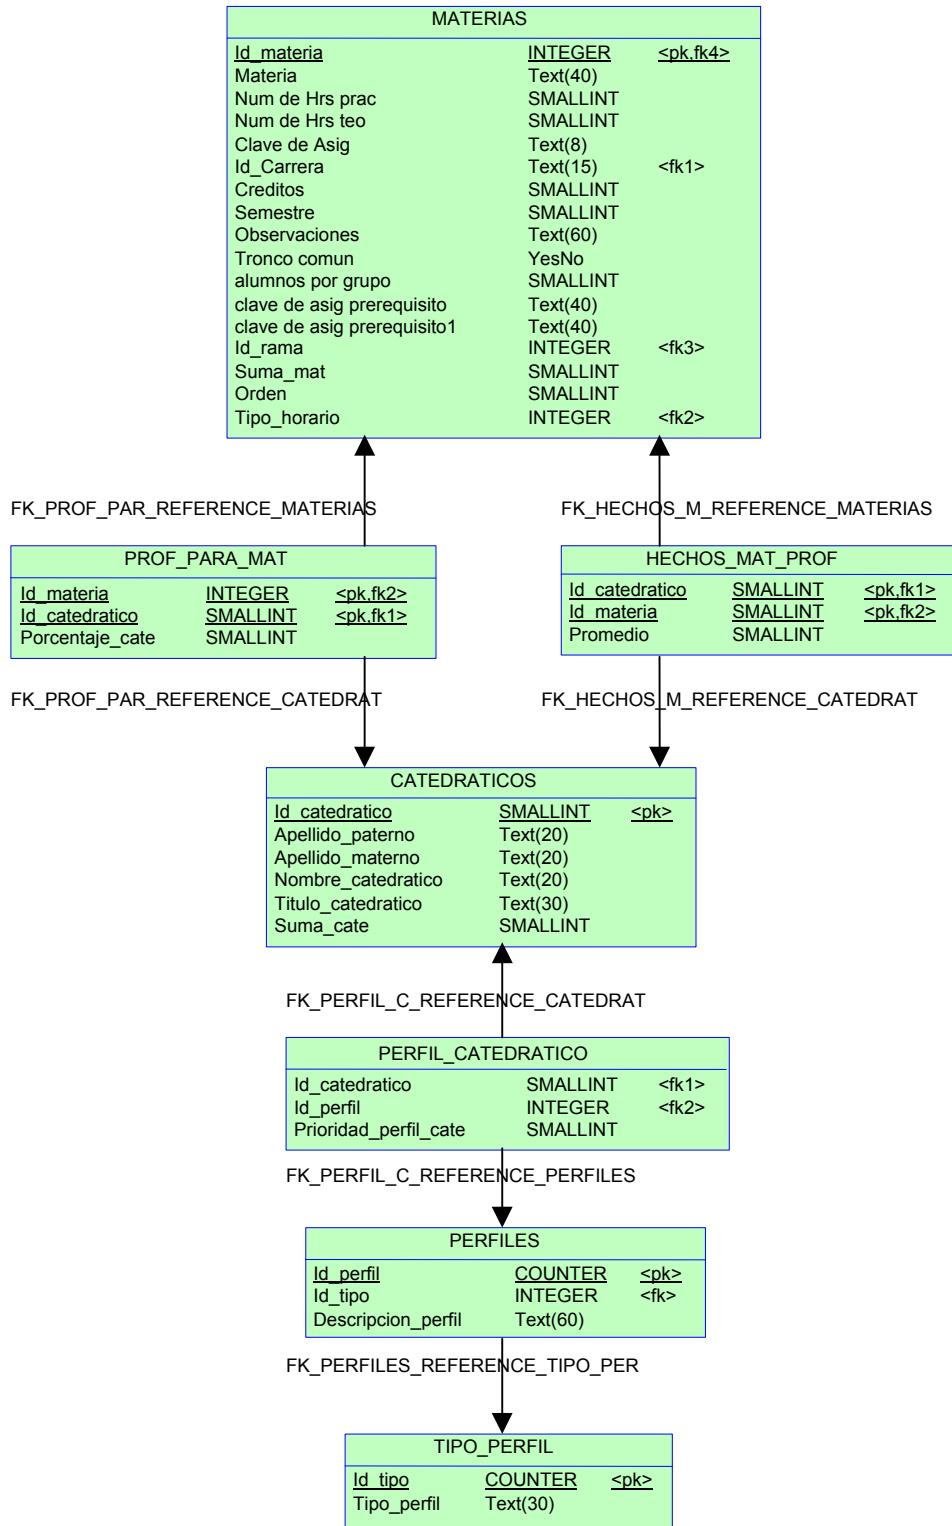 MATERIAS
Id_materia INTEGER <pk,fk4>
Materia Text(40)
Num de Hrs prac SMALLINT
Num de Hrs teo SMALLINT
Clave de Asig Text(8)
Id_Carrera Text(15) <fk1>
Creditos SMALLINT
Semestre SMALLINT
Observaciones Text(60)
Tronco comun YesNo
alumnos por grupo SMALLINT
clave de asig prerequisito Text(40)
clave de asig prerequisito1 Text(40)
Id_rama INTEGER <fk3>
Suma_mat SMALLINT
Orden SMALLINT
Tipo_horario INTEGER <fk2>
FK_PROF_PAR_REFERENCE_MATERIAS FK_HECHOS_M_REFERENCE_MATERIAS
PROF_PARA_MAT
Id_materia INTEGER <pk,fk2>
Id_catedratico SMALLINT <pk,fk1>
Porcentaje_cate SMALLINT
HECHOS_MAT_PROF
Id_catedratico SMALLINT <pk,fk1>
Id_materia SMALLINT <pk,fk2>
Promedio SMALLINT
FK_PROF_PAR_REFERENCE_CATEDRAT FK_HECHOS_M_REFERENCE_CATEDRAT
CATEDRATICOS
Id_catedratico SMALLINT <pk>
Apellido_paterno Text(20)
Apellido_materno Text(20)
Nombre_catedratico Text(20)
Titulo_catedratico Text(30)
Suma_cate SMALLINT
FK_PERFIL_C_REFERENCE_CATEDRAT
PERFIL_CATEDRATICO
Id_catedratico SMALLINT <fk1>
Id_perfil INTEGER <fk2>
Prioridad_perfil_cate SMALLINT
FK_PERFIL_C_REFERENCE_PERFILES
PERFILES
Id_perfil COUNTER <pk>
Id_tipo INTEGER <fk>
Descripcion_perfil Text(60)
FK_PERFILES_REFERENCE_TIPO_PER
TIPO_PERFIL
Id_tipo COUNTER <pk>
Tipo_perfil Text(30)